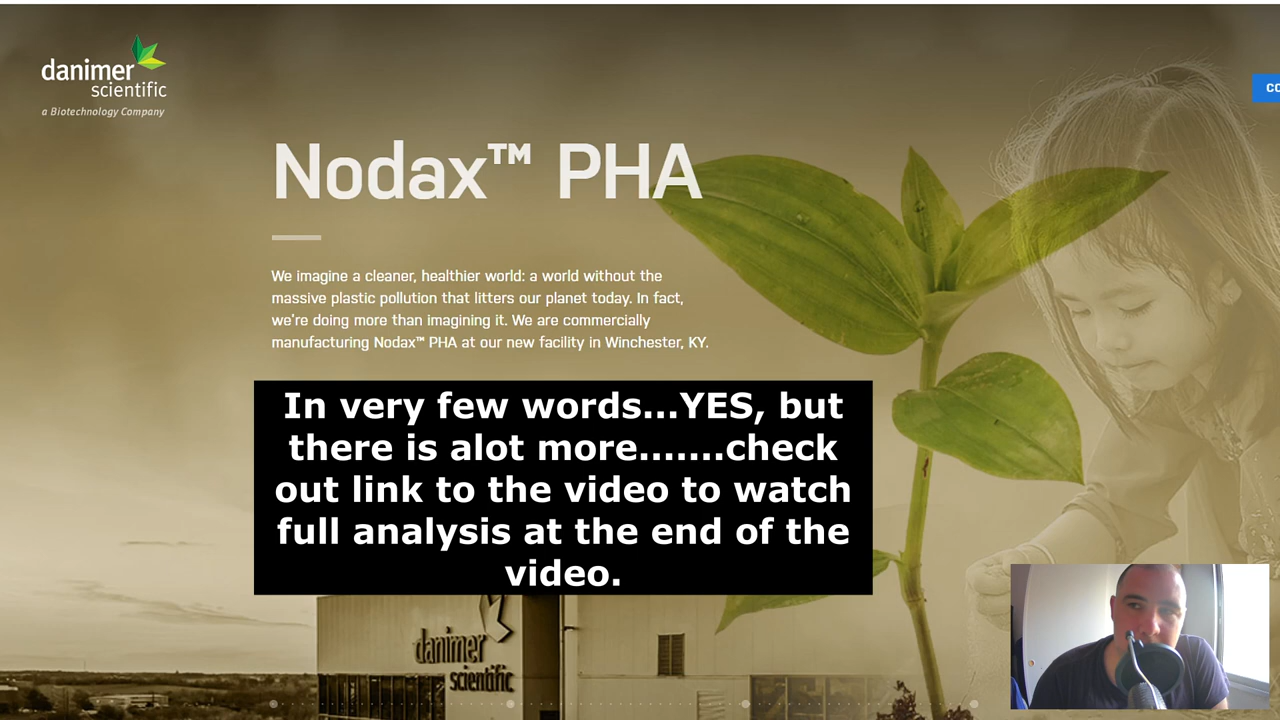 danimer
scientific
a Biotechnology Company
CO
Nodax™ PHA
We imagine a cleaner, healthier world: a world without the
massive plastic pollution that litters our planet today. In fact,
we're doing more than imagining it. We are commercially
manufacturing Nodax™ PHA at our new facility in Winchester, KY.
In very few words...YES, but
there is alot more.......check
out link to the video to watch
full analysis at the end of the
video.
danimer
scientific